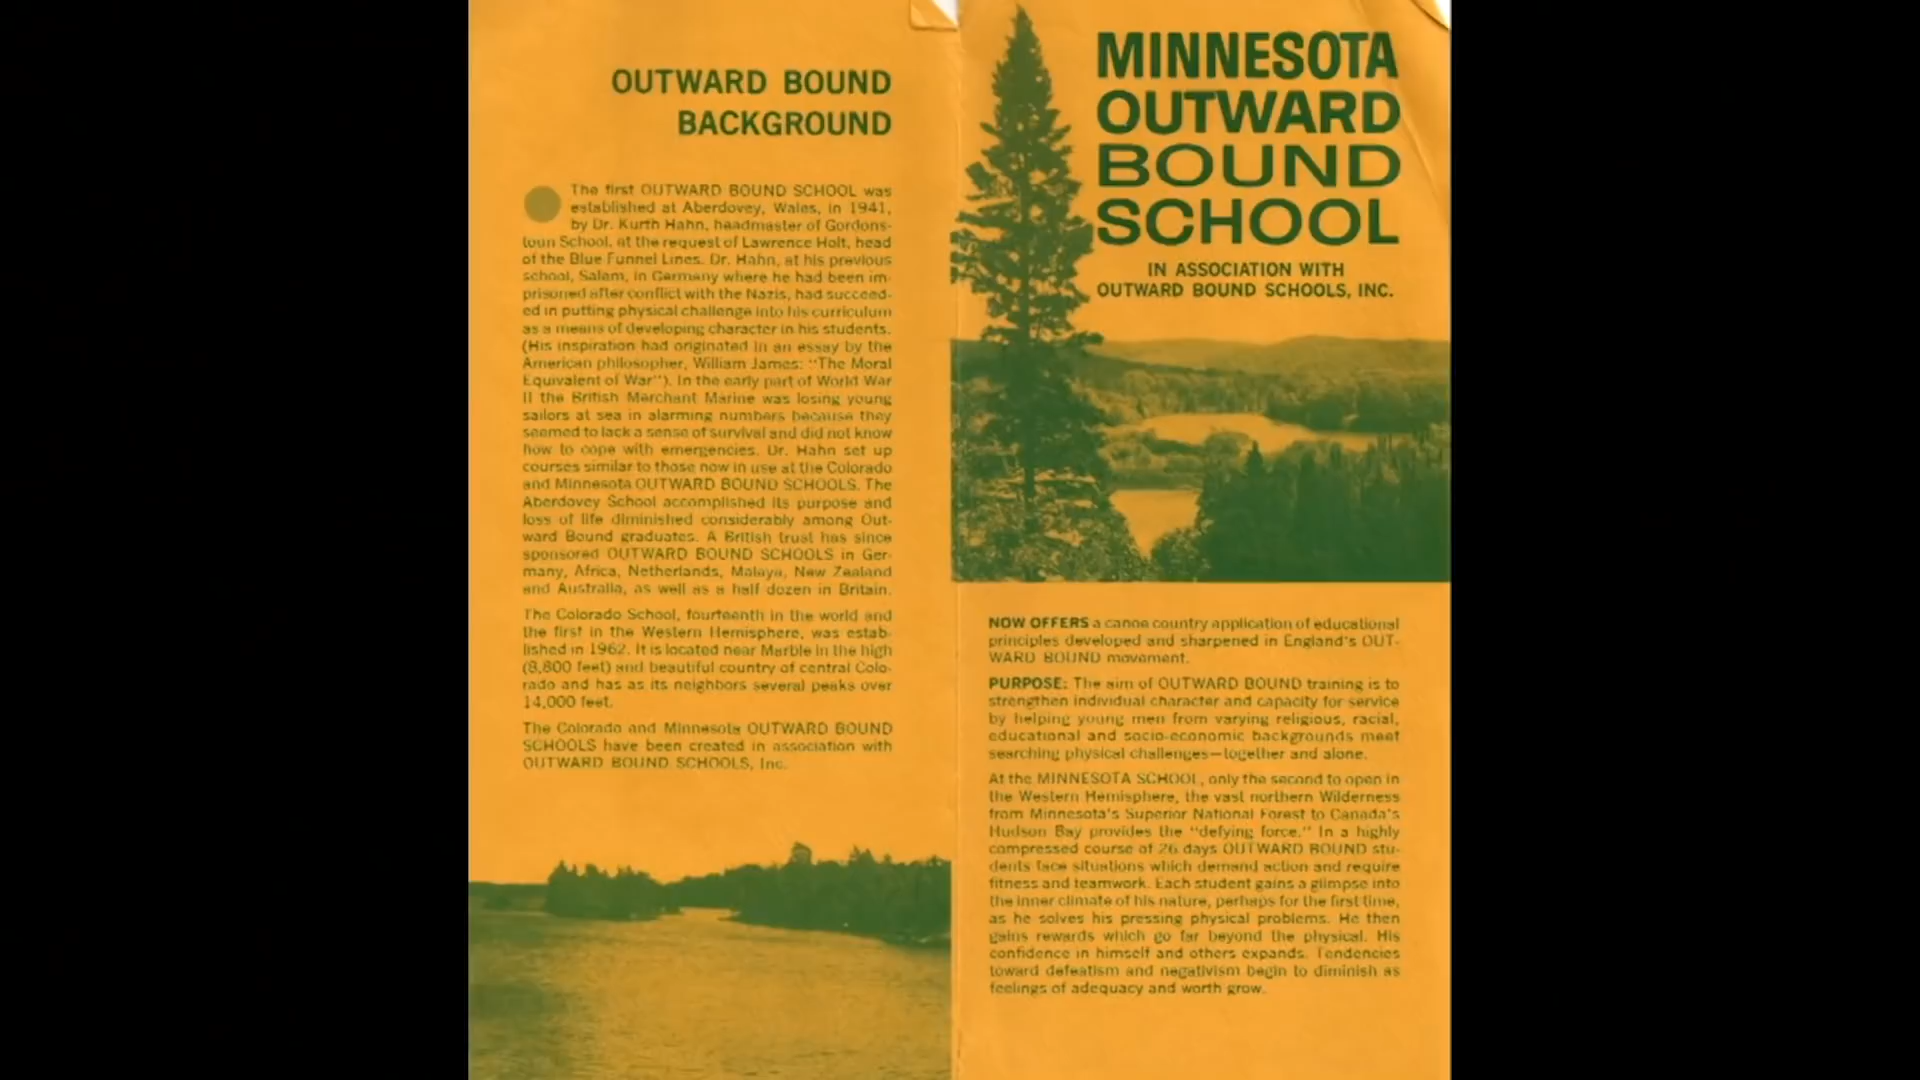 OUTWARD BOUND
BACKGROUND
The first OUTWARD BOUND SCHOOL was
established at Aberdovey, Wales, in 1941,
by Dr. Kurth Hahn, headmaster of Gordons-
toun School, at the request of Lawrence Holt, head
of the Blue Funnel Lines. Dr. Hahn, at his previous
school, Salem, in Germany where he had been im-
prisoned after conflict with the Nazis, had succeed-
ed in putting physical challenge into his curriculum
as a means of developing character in his students.
(His inspiration had originated in an essay by the
American philosopher, William James: "The Moral
Equivalent of War"). In the early part of World War
II the British Merchant Marine was losing young
sailors at sea in alarming numbers because they
seemed to lack a sense of survival and did not know
how to cope with emergencies. Dr. Hahn set up
courses similar to those now in use at the Colorado
and Minnesota OUTWARD BOUND SCHOOLS. The
Aberdovey School accomplished its purpose and
loss of life diminished considerably among Out-
ward Bound graduates. A British trust has since
sponsored OUTWARD BOUND SCHOOLS in Ger-
many, Africa, Netherlands, Malaya, New Zealand
and Australia, as well as a half dozen in Britain.
The Colorado School, fourteenth in the world and
the first in the Western Hemisphere, was estab-
lished in 1962. It is located near Marble in the high
(8,800 feet) and beautiful country of central Colo-
rado and has as its neighbors several peaks over
14,000 feet.
The Colorado and Minnesota OUTWARD BOUND
SCHOOLS have been created in association with
OUTWARD BOUND SCHOOLS, Inc.
MINNESOTA
OUTWARD
BOUND
SCHOOL
IN ASSOCIATION WITH
OUTWARD BOUND SCHOOLS, INC.
NOW OFFERS a canoe country application of educational
principles developed and sharpened in England's OUT-
WARD BOUND movement.
PURPOSE: The aim of OUTWARD BOUND training is to
strengthen individual character and capacity for service
by helping young men from varying religious, racial,
educational and socio-economic backgrounds meet
searching physical challenges—together and alone.
At the MINNESOTA SCHOOL, only the second to open in
the Western Hemisphere, the vast northern Wilderness
from Minnesota's Superior National Forest to Canada's
Hudson Bay provides the "defying force." In a highly
compressed course of 26 days OUTWARD BOUND stu-
dents face situations which demand action and require
fitness and teamwork. Each student gains a glimpse into
the inner climate of his nature, perhaps for the first time,
as he solves his pressing physical problems. He then
gains rewards which go far beyond the physical. His
confidence in himself and others expands. Tendencies
toward defeatism and negativism begin to diminish as
feelings of adequacy and worth grow.